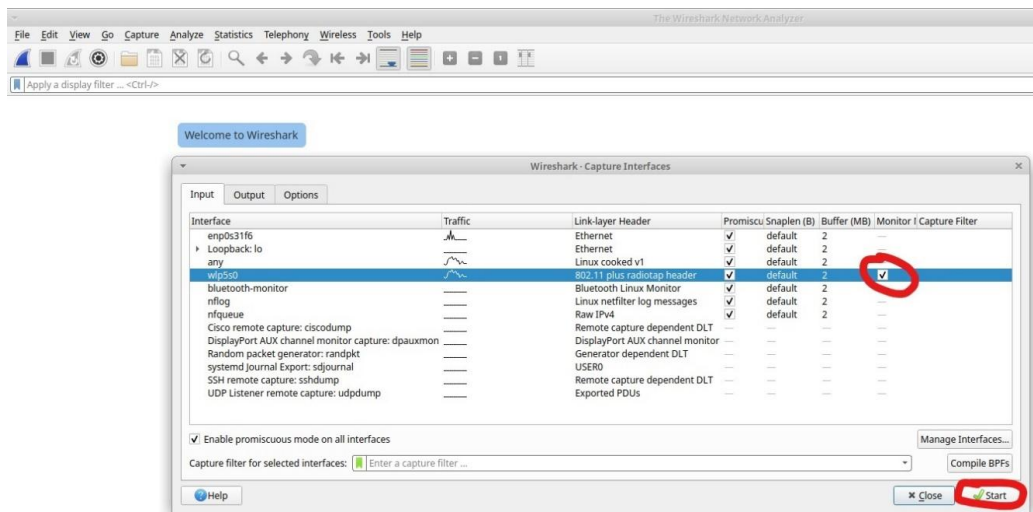 The Wireshark Network Analyzer
File Edit View Go Capture Analyze Statistics Telephony Wireless Tools Help
Apply a display filter ... <Ctrl-/>
Welcome to Wireshark
Wireshark · Capture Interfaces
Input Output Options
Interface Traffic Link-layer Header Promiscu Snaplen (B) Buffer (MB) Monitor Capture Filter
enp0s31f6 Ethernet default 2 —
Loopback: lo Ethernet default 2 —
any Linux cooked v1 default 2 —
wlp5s0 802.11 plus radiotap header default 2
bluetooth-monitor Bluetooth Linux Monitor default 2 —
nflog Linux netfilter log messages default 2 —
nfqueue Raw IPv4 default 2 —
Cisco remote capture: ciscodump Remote capture dependent DLT — — — —
DisplayPort AUX channel monitor capture: dpauxmon DisplayPort AUX channel monitor — — — —
Random packet generator: randpkt Generator dependent DLT — — — —
systemd Journal Export: sdjournal USER0 — — — —
SSH remote capture: sshdump Remote capture dependent DLT — — — —
UDP Listener remote capture: udpdump Exported PDUs — — — —
Enable promiscuous mode on all interfaces Manage Interfaces...
Capture filter for selected interfaces: Enter a capture filter ... Compile BPFs
Help Close Start